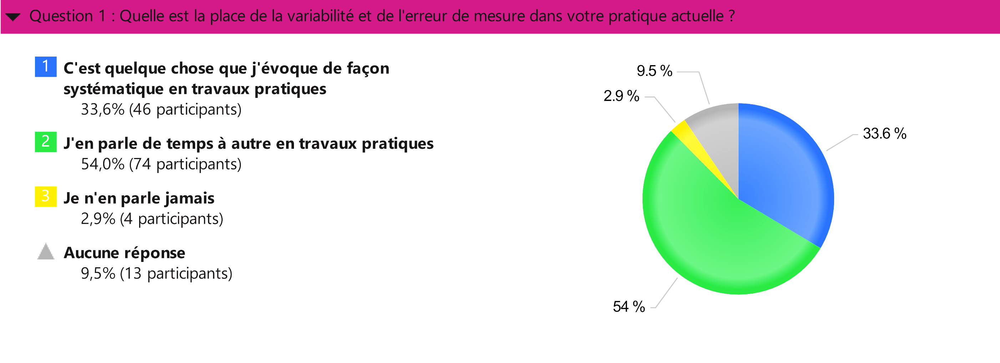 Question 1 : Quelle est la place de la variabilité et de l'erreur de mesure dans votre pratique actuelle ?
1 C'est quelque chose que j'évoque de façon
systématique en travaux pratiques
33,6% (46 participants)
2 J'en parle de temps à autre en travaux pratiques
54,0% (74 participants)
3 Je n'en parle jamais
2,9% (4 participants)
Aucune réponse
9,5% (13 participants)
9.5 %
2.9 %
33.6 %
54 %